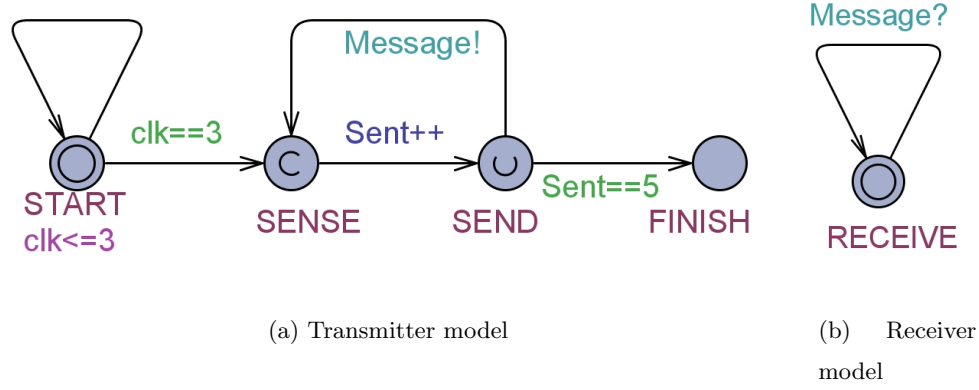 Message!
Message?
clk==3
Sent++
C
U
Sent==5
START
clk<=3
SENSE
SEND
FINISH
RECEIVE
(a) Transmitter model
(b) Receiver
model